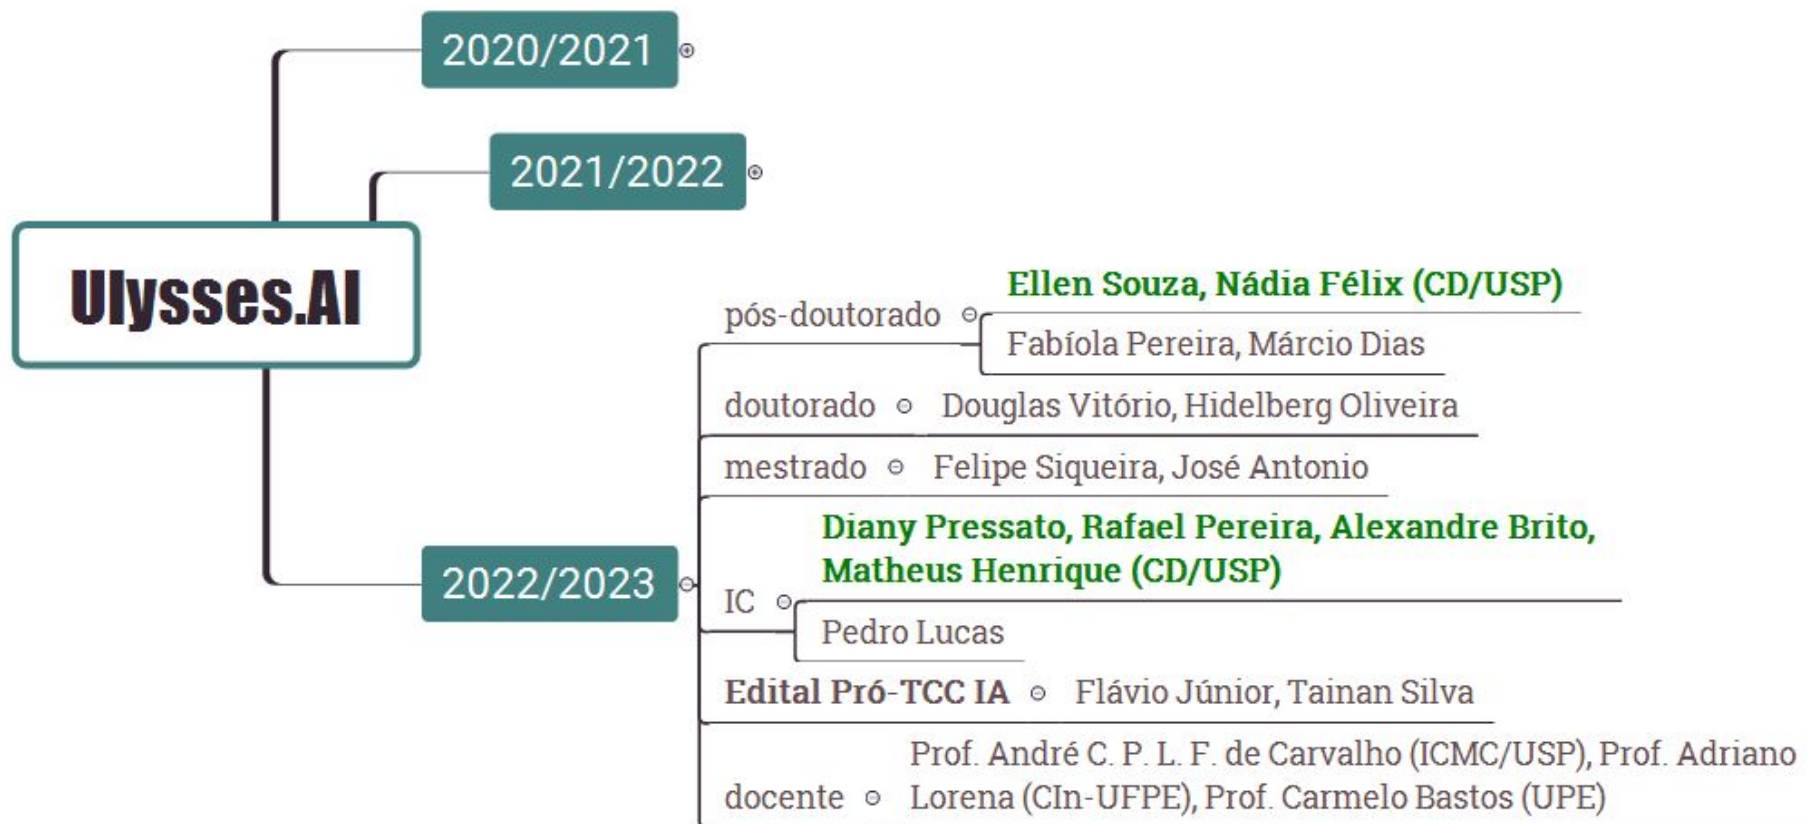 2020/2021
2021/2022
Ulysses.AI
Ellen Souza, Nádia Félix (CD/USP)
pós-doutorado
Fabíola Pereira, Márcio Dias
doutorado Douglas Vitório, Hidelberg Oliveira
mestrado Felipe Siqueira, José Antonio
Diany Pressato, Rafael Pereira, Alexandre Brito,
Matheus Henrique (CD/USP)
2022/2023
IC
Pedro Lucas
Edital Pró-TCC IA Flávio Júnior, Tainan Silva
Prof. André C. P. L. F. de Carvalho (ICMC/USP), Prof. Adriano
docente Lorena (CIn-UFPE), Prof. Carmelo Bastos (UPE)